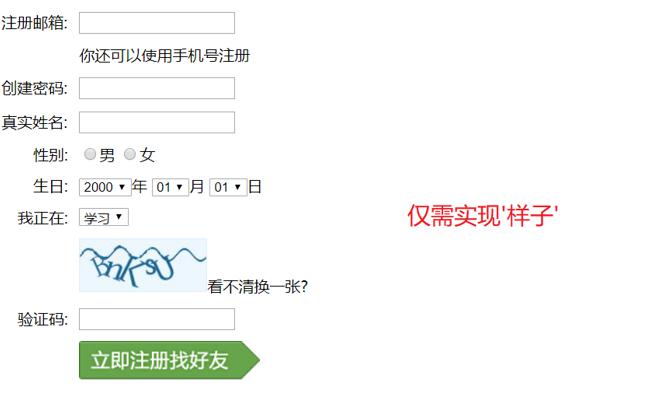 注册邮箱:
你还可以使用手机号注册
创建密码:
真实姓名:
性别: 男 女
生日: 2000 年 01 月 01 日
仅需实现'样子'
我正在: 学习
看不清换一张?
验证码:
立即注册找好友